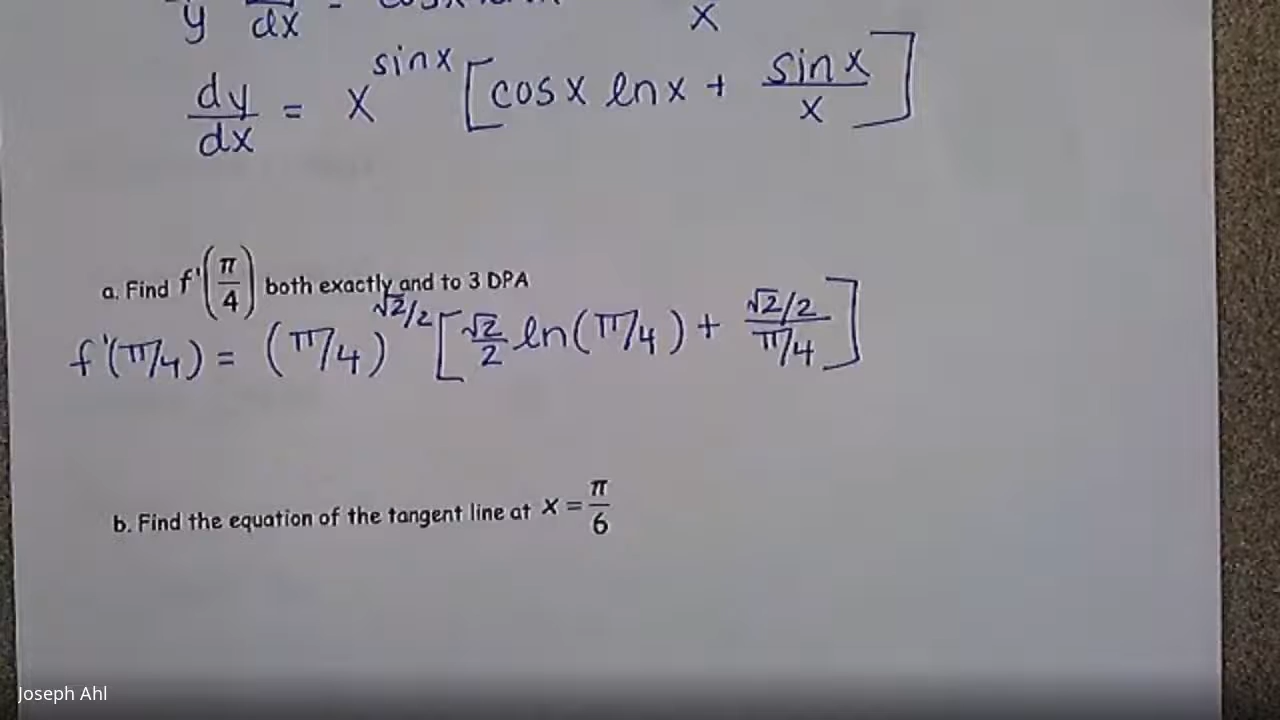 y dx = x
dy/dx = x^sin x [cos x ln x + sin x/x]
a. Find f'(π/4) both exactly and to 3 DPA
f'(π/4) = (π/4)^√2/2 [√2/2 ln(π/4) + √2/2/π/4]
b. Find the equation of the tangent line at x = π/6
Joseph Ahl